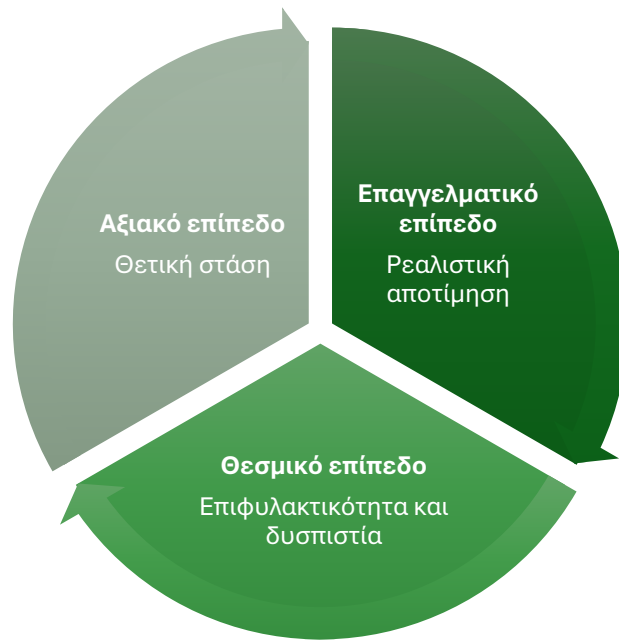 Αξιακό επίπεδο
Θετική στάση
Επαγγελματικό
επίπεδο
Ρεαλιστική
αποτίμηση
Θεσμικό επίπεδο
Επιφυλακτικότητα και
δυσπιστία